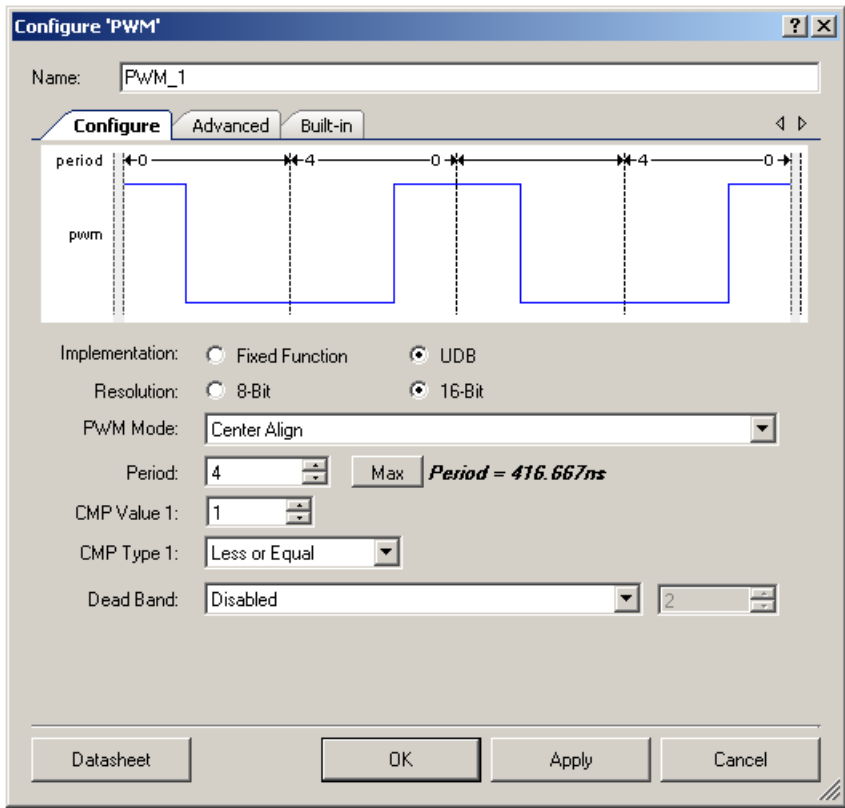 Configure 'PWM'
Name: PWM_1
Configure Advanced Built-in
period 0 4 0 4 0
pwm
Implementation: Fixed Function UDB
Resolution: 8-Bit 16-Bit
PWM Mode: Center Align
Period: 4 Max Period = 416.667ns
CMP Value 1: 1
CMP Type 1: Less or Equal
Dead Band: Disabled 2
Datasheet OK Apply Cancel